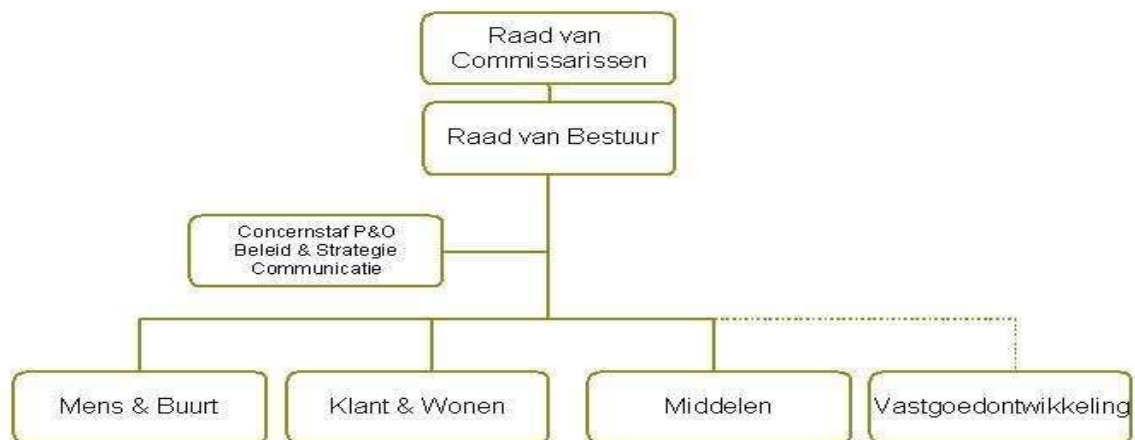 Raad van
Commissarissen
Raad van Bestuur
Concernstaf P&O
Beleid & Strategie
Communicatie
Mens & Buurt
Klant & Wonen
Middelen
Vastgoedontwikkeling